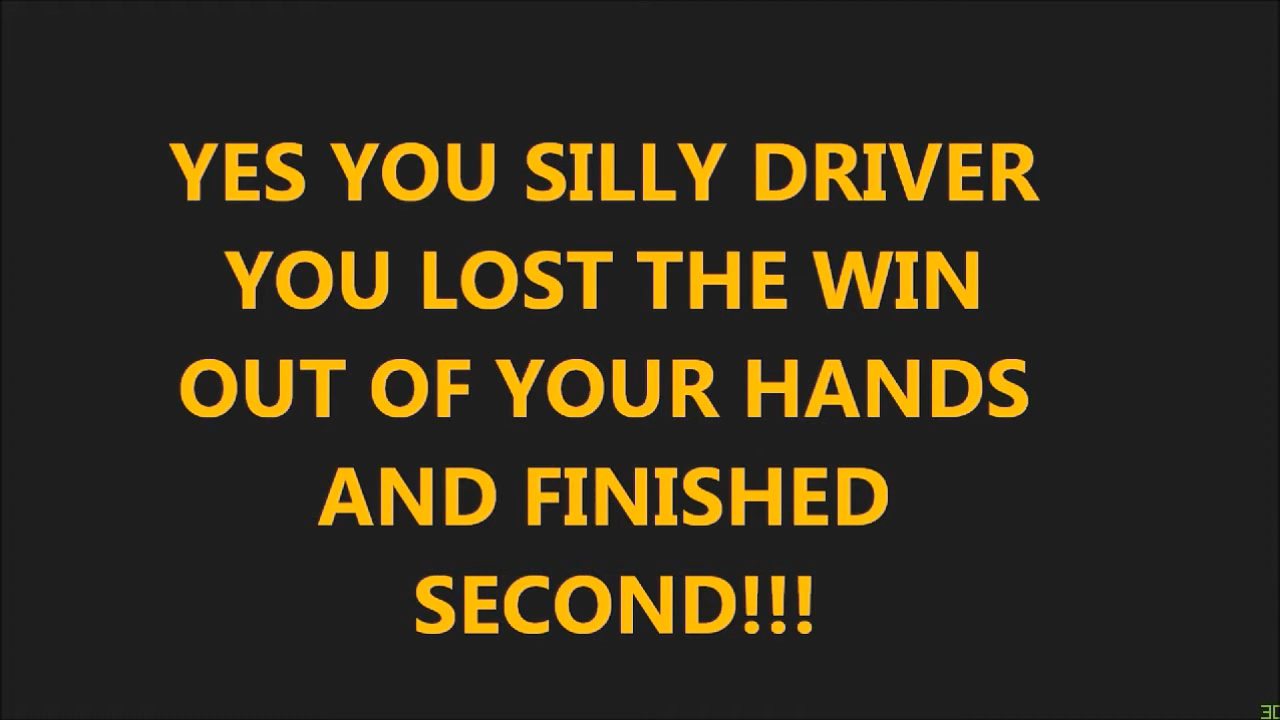 YES YOU SILLY DRIVER
YOU LOST THE WIN
OUT OF YOUR HANDS
AND FINISHED
SECOND!!!